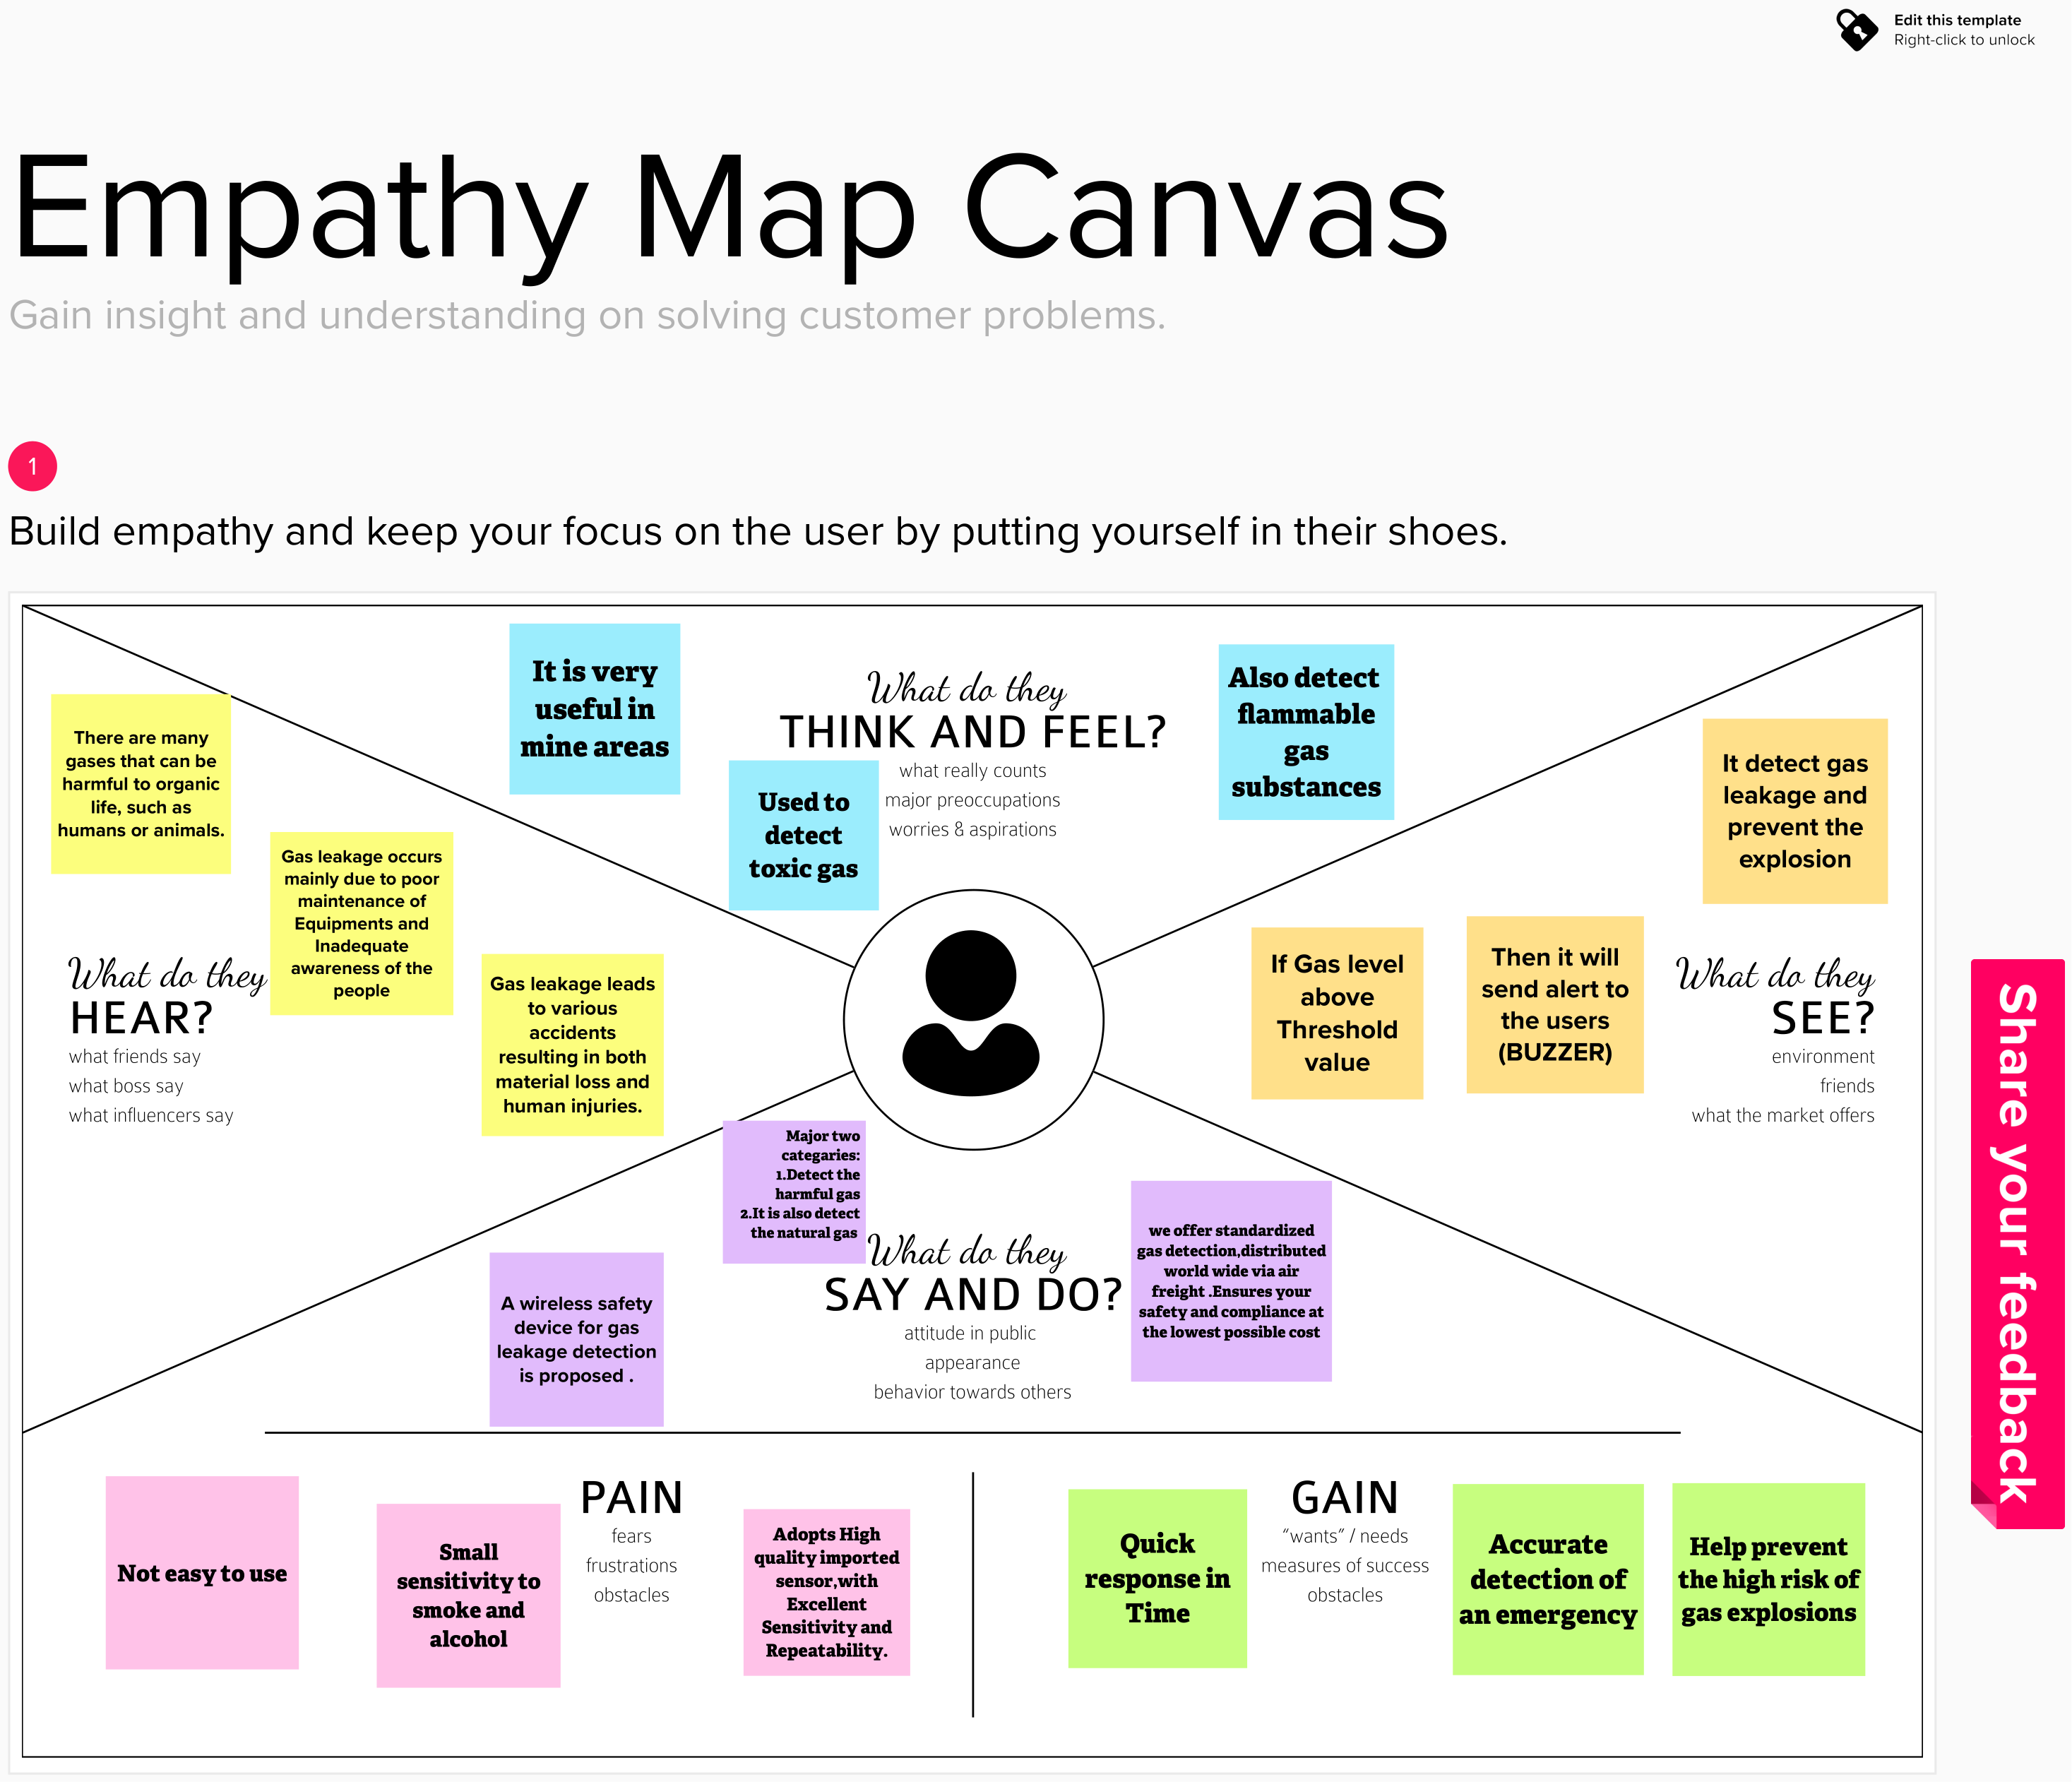 Edit this template
Right-click to unlock
Empathy Map Canvas
Gain insight and understanding on solving customer problems.
1
Build empathy and keep your focus on the user by putting yourself in their shoes.
It is very
useful in
mine areas
What do they
THINK AND FEEL?
what really counts
major preoccupations
worries & aspirations
Used to
detect
toxic gas
Also detect
flammable
gas
substances
There are many
gases that can be
harmful to organic
life, such as
humans or animals.
Gas leakage occurs
mainly due to poor
maintenance of
Equipments and
Inadequate
awareness of the
people
What do they
HEAR?
what friends say
what boss say
what influencers say
Gas leakage leads
to various
accidents
resulting in both
material loss and
human injuries.
It detect gas
leakage and
prevent the
explosion
If Gas level
above
Threshold
value
Then it will
send alert to
the users
(BUZZER)
What do they
SEE?
environment
friends
what the market offers
Major two
categaries:
1.Detect the
harmful gas
2.It is also detect
the natural gas
What do they
SAY AND DO?
attitude in public
appearance
behavior towards others
we offer standardized
gas detection,distributed
world wide via air
freight .Ensures your
safety and compliance at
the lowest possible cost
A wireless safety
device for gas
leakage detection
is proposed .
Not easy to use
Small
sensitivity to
smoke and
alcohol
PAIN
fears
frustrations
obstacles
Adopts High
quality imported
sensor,with
Excellent
Sensitivity and
Repeatability.
Quick
response in
Time
GAIN
“wants” / needs
measures of success
obstacles
Accurate
detection of
an emergency
Help prevent
the high risk of
gas explosions
Share your feedback